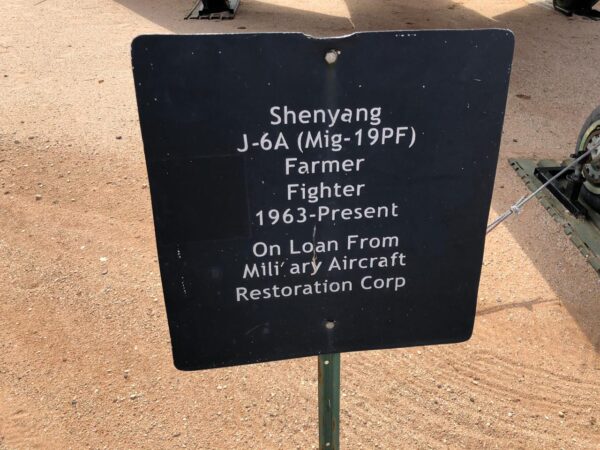 Shenyang
J-6A (Mig-19PF)
Farmer
Fighter
1963-Present
On Loan From
Military Aircraft
Restoration Corp